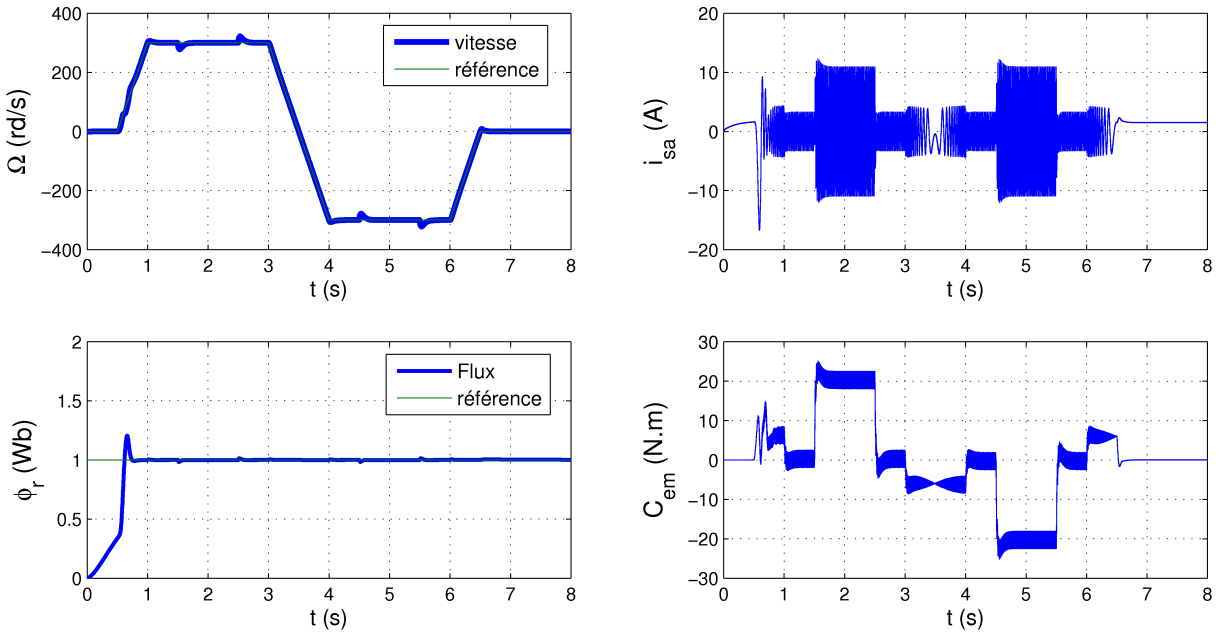 400
200
0
−200
−400
Ω (rd/s)
vitesse
référence
0 1 2 3 4 5 6 7 8
t (s)
20
10
0
−10
−20
i_sa (A)
0 1 2 3 4 5 6 7 8
t (s)
2
1.5
1
0.5
0
ϕ_r (Wb)
Flux
référence
0 1 2 3 4 5 6 7 8
t (s)
30
20
10
0
−10
−20
−30
C_em (N.m)
0 1 2 3 4 5 6 7 8
t (s)